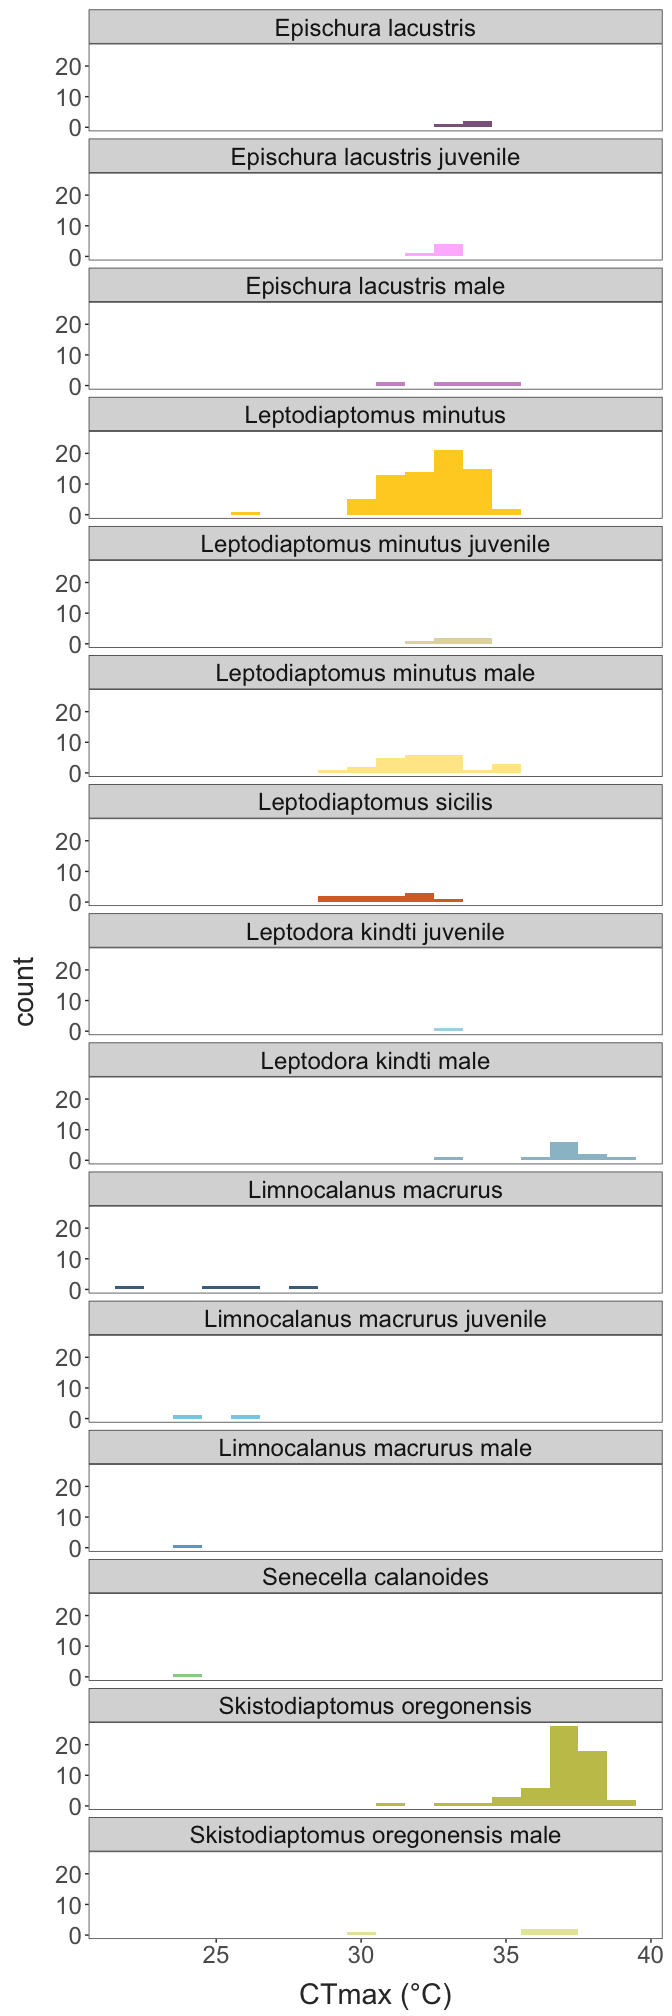 Epischura lacustris
20
10
0
Epischura lacustris juvenile
20
10
0
Epischura lacustris male
20
10
0
Leptodiaptomus minutus
20
10
0
Leptodiaptomus minutus juvenile
20
10
0
Leptodiaptomus minutus male
20
10
0
Leptodiaptomus sicilis
20
10
0
Leptodora kindti juvenile
20
10
0
count
Leptodora kindti male
20
10
0
Limnocalanus macrurus
20
10
0
Limnocalanus macrurus juvenile
20
10
0
Limnocalanus macrurus male
20
10
0
Senecella calanoides
20
10
0
Skistodiaptomus oregonensis
20
10
0
Skistodiaptomus oregonensis male
20
10
0
25 30 35 40
CTmax (°C)